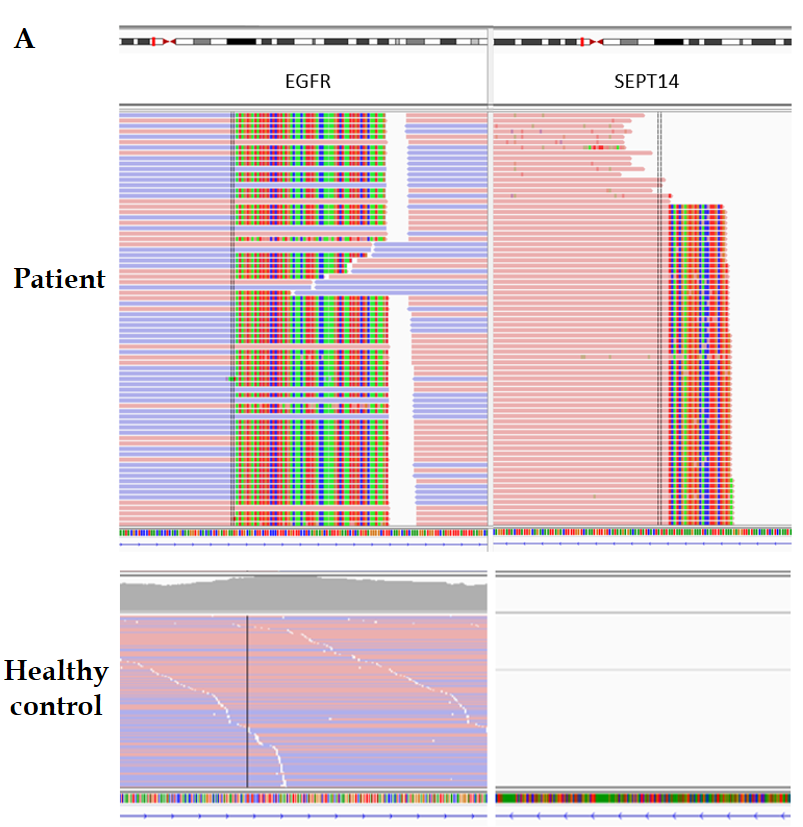 A
EGFR
SEPT14
Patient
Healthy
control